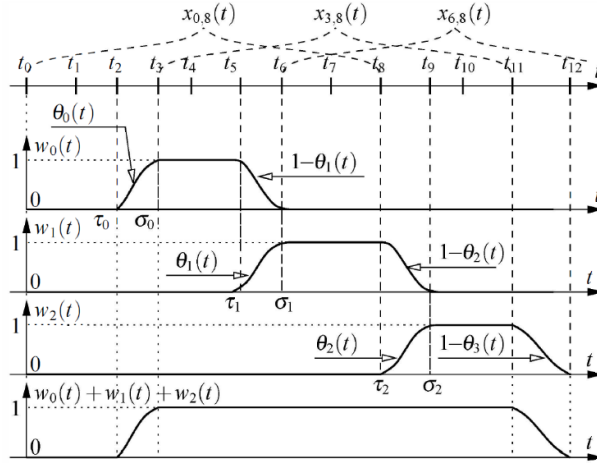 x0,8(t) x3,8(t) x6,8(t)
t0 t1 t2 t3 t4 t5 t6 t7 t8 t9 t10 t11 t12 t
θ0(t)
w0(t)
1
1−θ1(t)
0
t
τ0 σ0
w1(t)
1
θ1(t) 1−θ2(t)
0
t
τ1 σ1
w2(t)
1
θ2(t) 1−θ3(t)
0
t
τ2 σ2
w0(t) + w1(t) + w2(t)
1
0
t